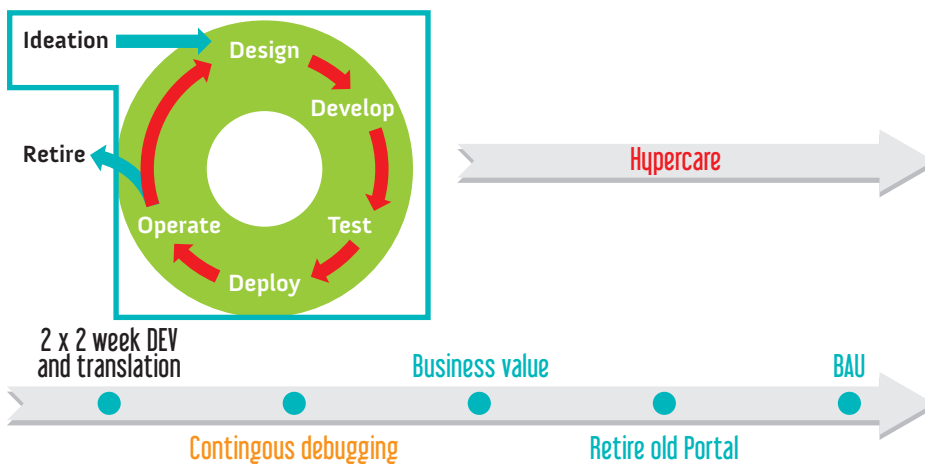 Ideation
Design
Develop
Retire
Hypercare
Operate
Test
Deploy
2 x 2 week DEV
and translation
Business value
BAU
Contingous debugging
Retire old Portal